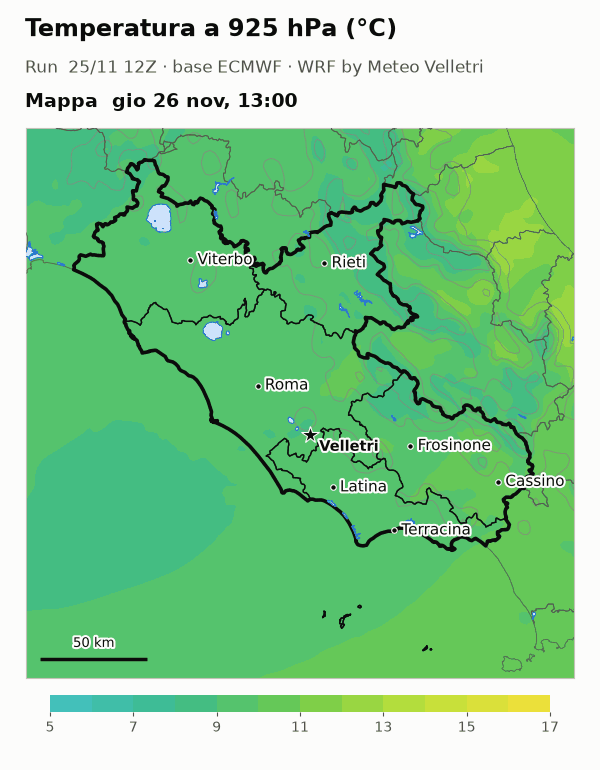 Temperatura a 925 hPa (°C)
Run  25/11 12Z · base ECMWF · WRF by Meteo Velletri
Mappa  gio 26 nov, 13:00
Viterbo
Rieti
Roma
Velletri
Frosinone
Cassino
Latina
Terracina
50 km
5 7 9 11 13 15 17